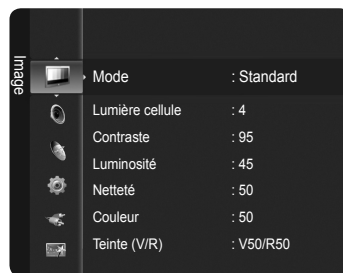 Image
Mode : Standard
Lumière cellule : 4
Contraste : 95
Luminosité : 45
Netteté : 50
Couleur : 50
Teinte (V/R) : V50/R50